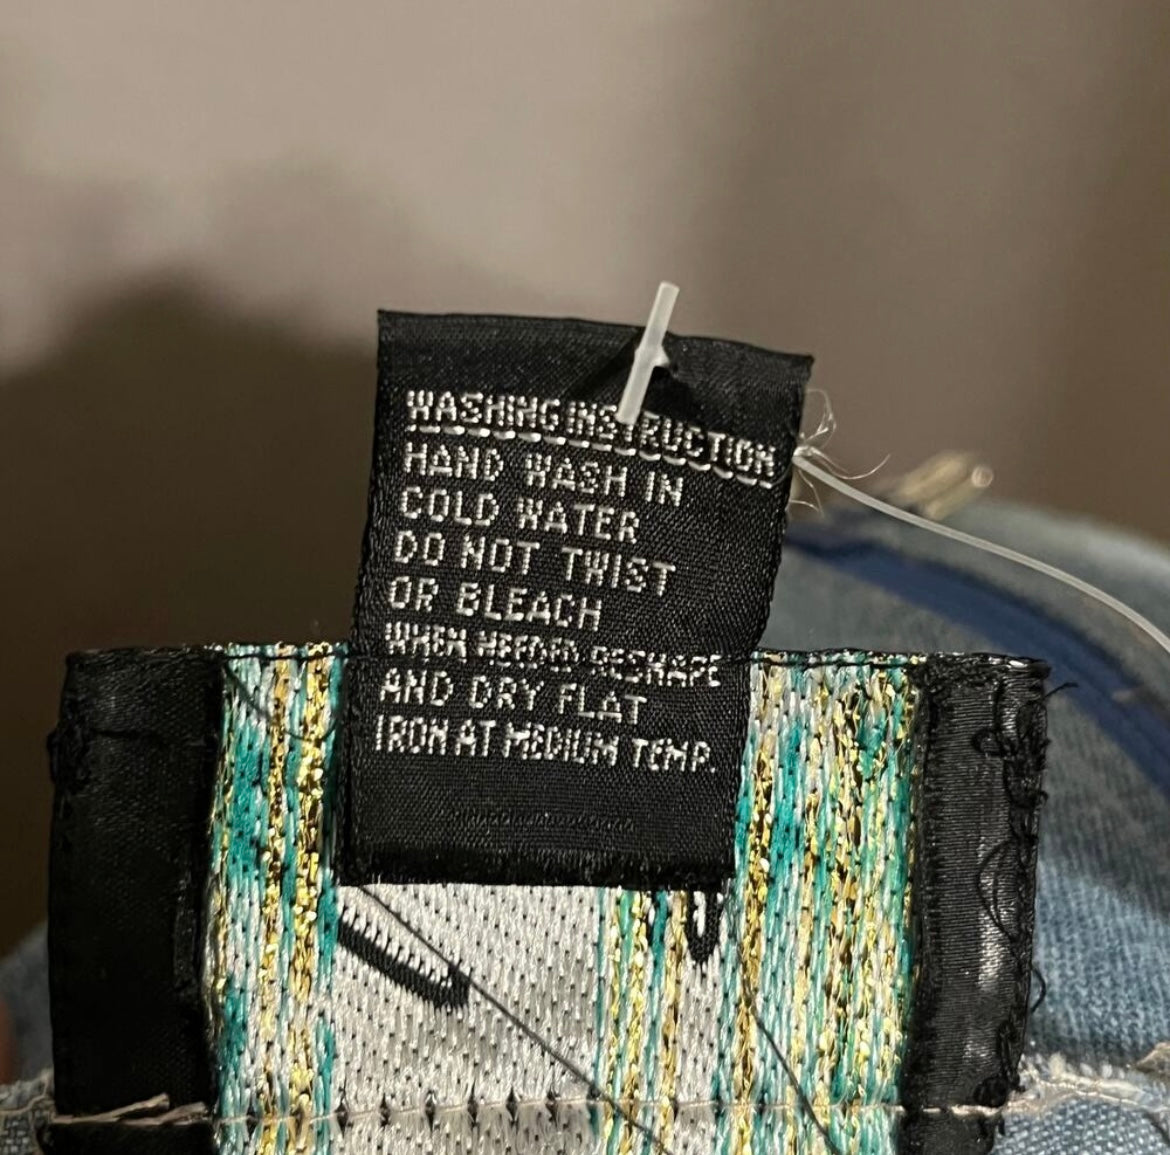 WASHING INSTRUCTION
HAND WASH IN
COLD WATER
DO NOT TWIST
OR BLEACH
WHEN NEEDED RESHAPE
AND DRY FLAT
IRON AT MEDIUM TEMP.